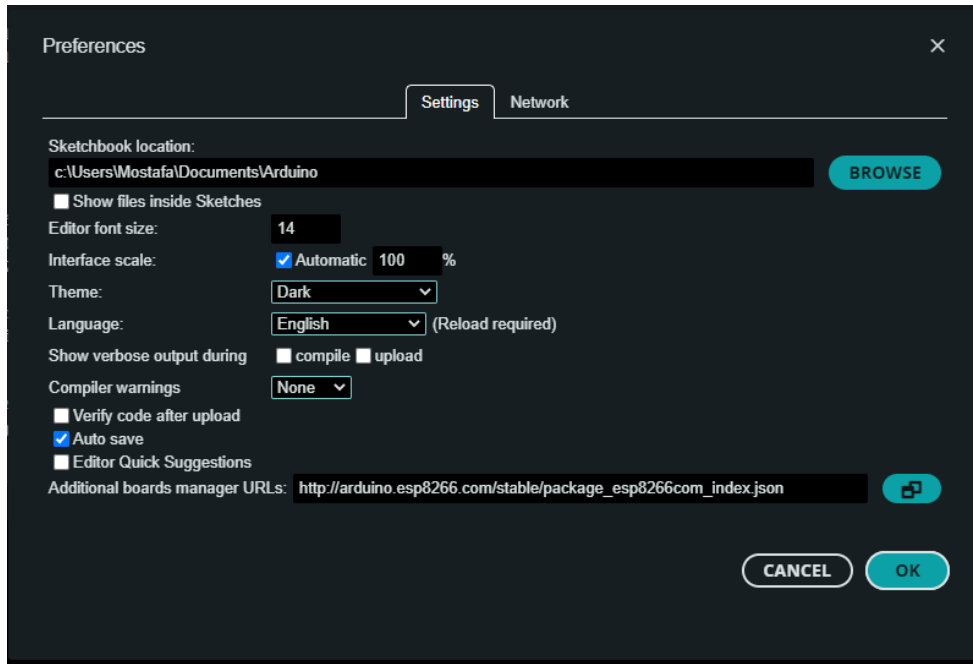 Preferences
Settings Network
Sketchbook location:
c:\Users\Mostafa\Documents\Arduino BROWSE
Show files inside Sketches
Editor font size: 14
Interface scale: Automatic 100 %
Theme: Dark
Language: English (Reload required)
Show verbose output during compile upload
Compiler warnings None
Verify code after upload
Auto save
Editor Quick Suggestions
Additional boards manager URLs: http://arduino.esp8266.com/stable/package_esp8266com_index.json
CANCEL OK